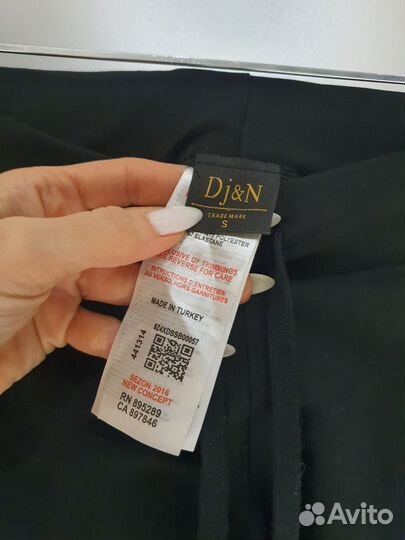 Dj&N
TRADE MARK
S
POLYESTER
ELASTANE
EXCLUSIVE OF TRIMMINGS
SEE REVERSE FOR CARE
INSTRUCTIONS D'ENTRETIEN
AU VERSO, HORS GARNITURES
MADE IN TURKEY
6Z4XDSSB00057
441314
SEZON 2016
NEW CONCEPT
RN 895289
CA 897846
Avito